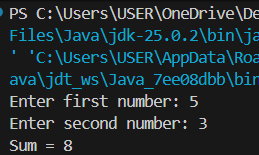 PS C:\Users\USER\OneDrive\De
Files\Java\jdk-25.0.2\bin\ja
' 'C:\Users\USER\AppData\Roa
ava\jdt_ws\Java_7ee08dbb\bin
Enter first number: 5
Enter second number: 3
Sum = 8